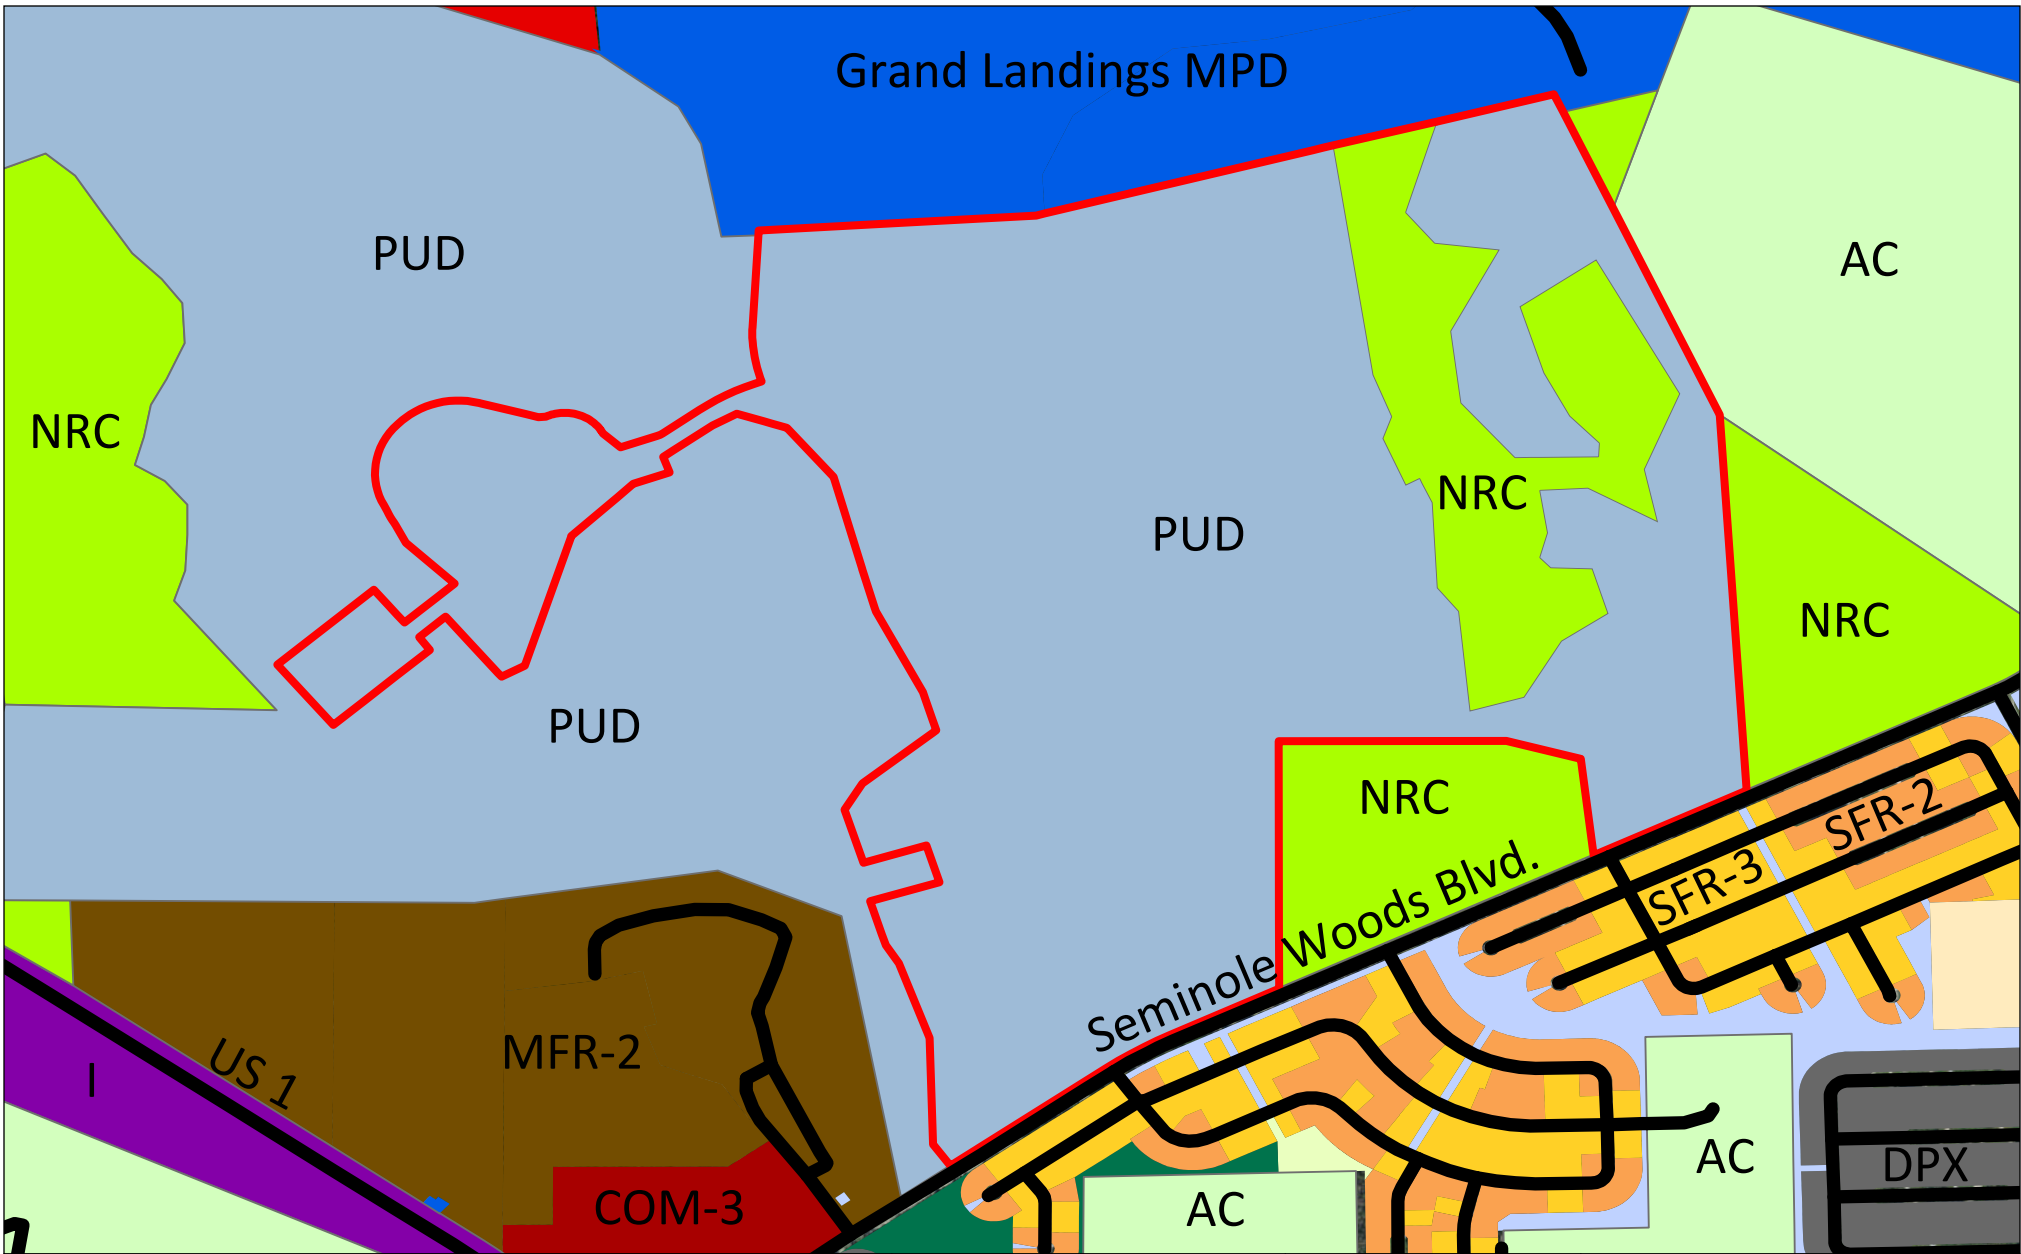 Grand Landings MPD
PUD
AC
NRC
NRC
PUD
NRC
PUD
NRC
SFR-2
SFR-3
Seminole Woods Blvd.
MFR-2
US 1
I
AC
DPX
COM-3
AC